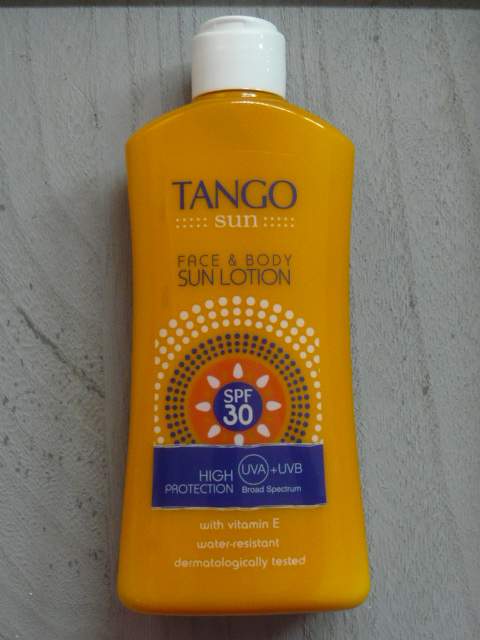 TANGO
sun
FACE & BODY
SUN LOTION
SPF
30
HIGH
PROTECTION
UVA+UVB
Broad Spectrum
with vitamin E
water-resistant
dermatologically tested